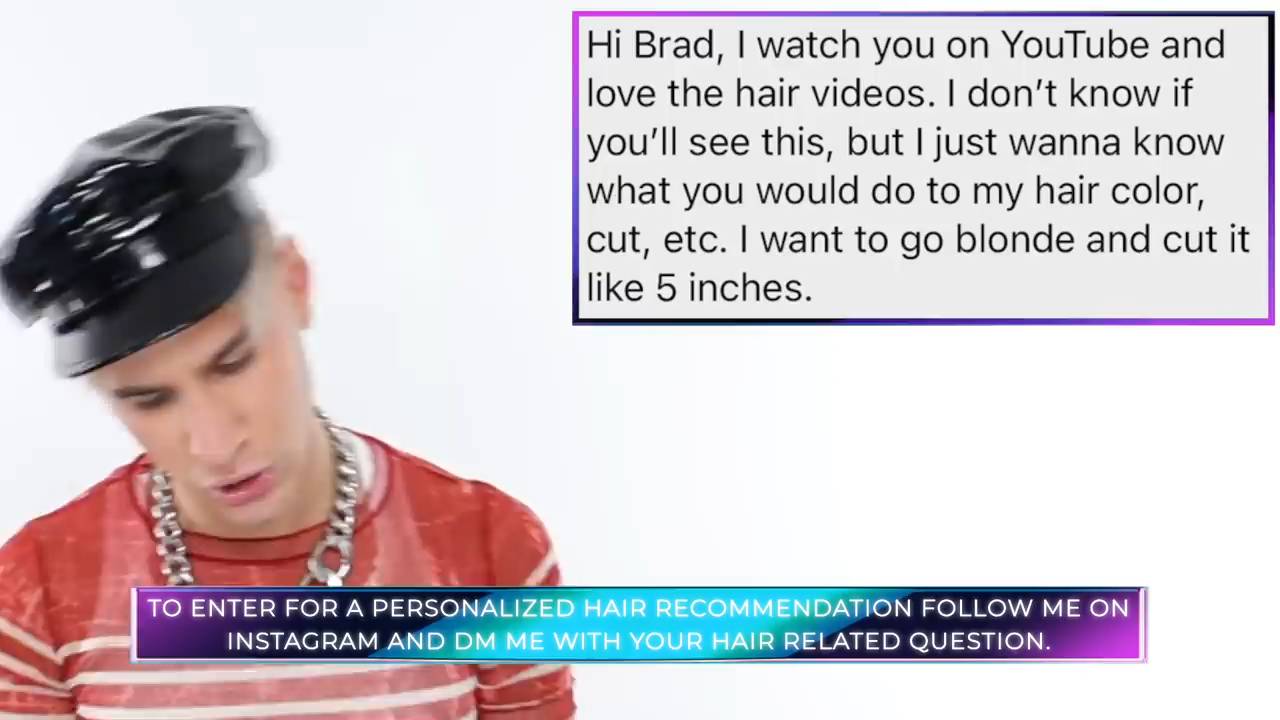 Hi Brad, I watch you on YouTube and
love the hair videos. I don’t know if
you’ll see this, but I just wanna know
what you would do to my hair color,
cut, etc. I want to go blonde and cut it
like 5 inches.
TO ENTER FOR A PERSONALIZED HAIR RECOMMENDATION FOLLOW ME ON
INSTAGRAM AND DM ME WITH YOUR HAIR RELATED QUESTION.